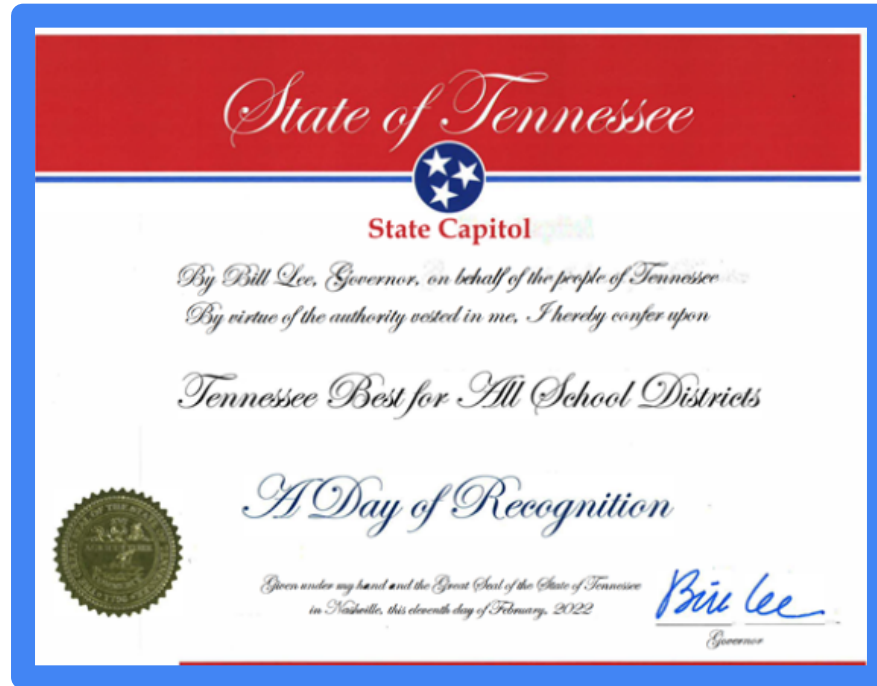 State of Tennessee
State Capitol
By Bill Lee, Governor, on behalf of the people of Tennessee
By virtue of the authority vested in me, I hereby confer upon
Tennessee Best for All School Districts
A Day of Recognition
Given under my hand and the Great Seal of the State of Tennessee
in Nashville, this eleventh day of February, 2022
Bill Lee
Governor